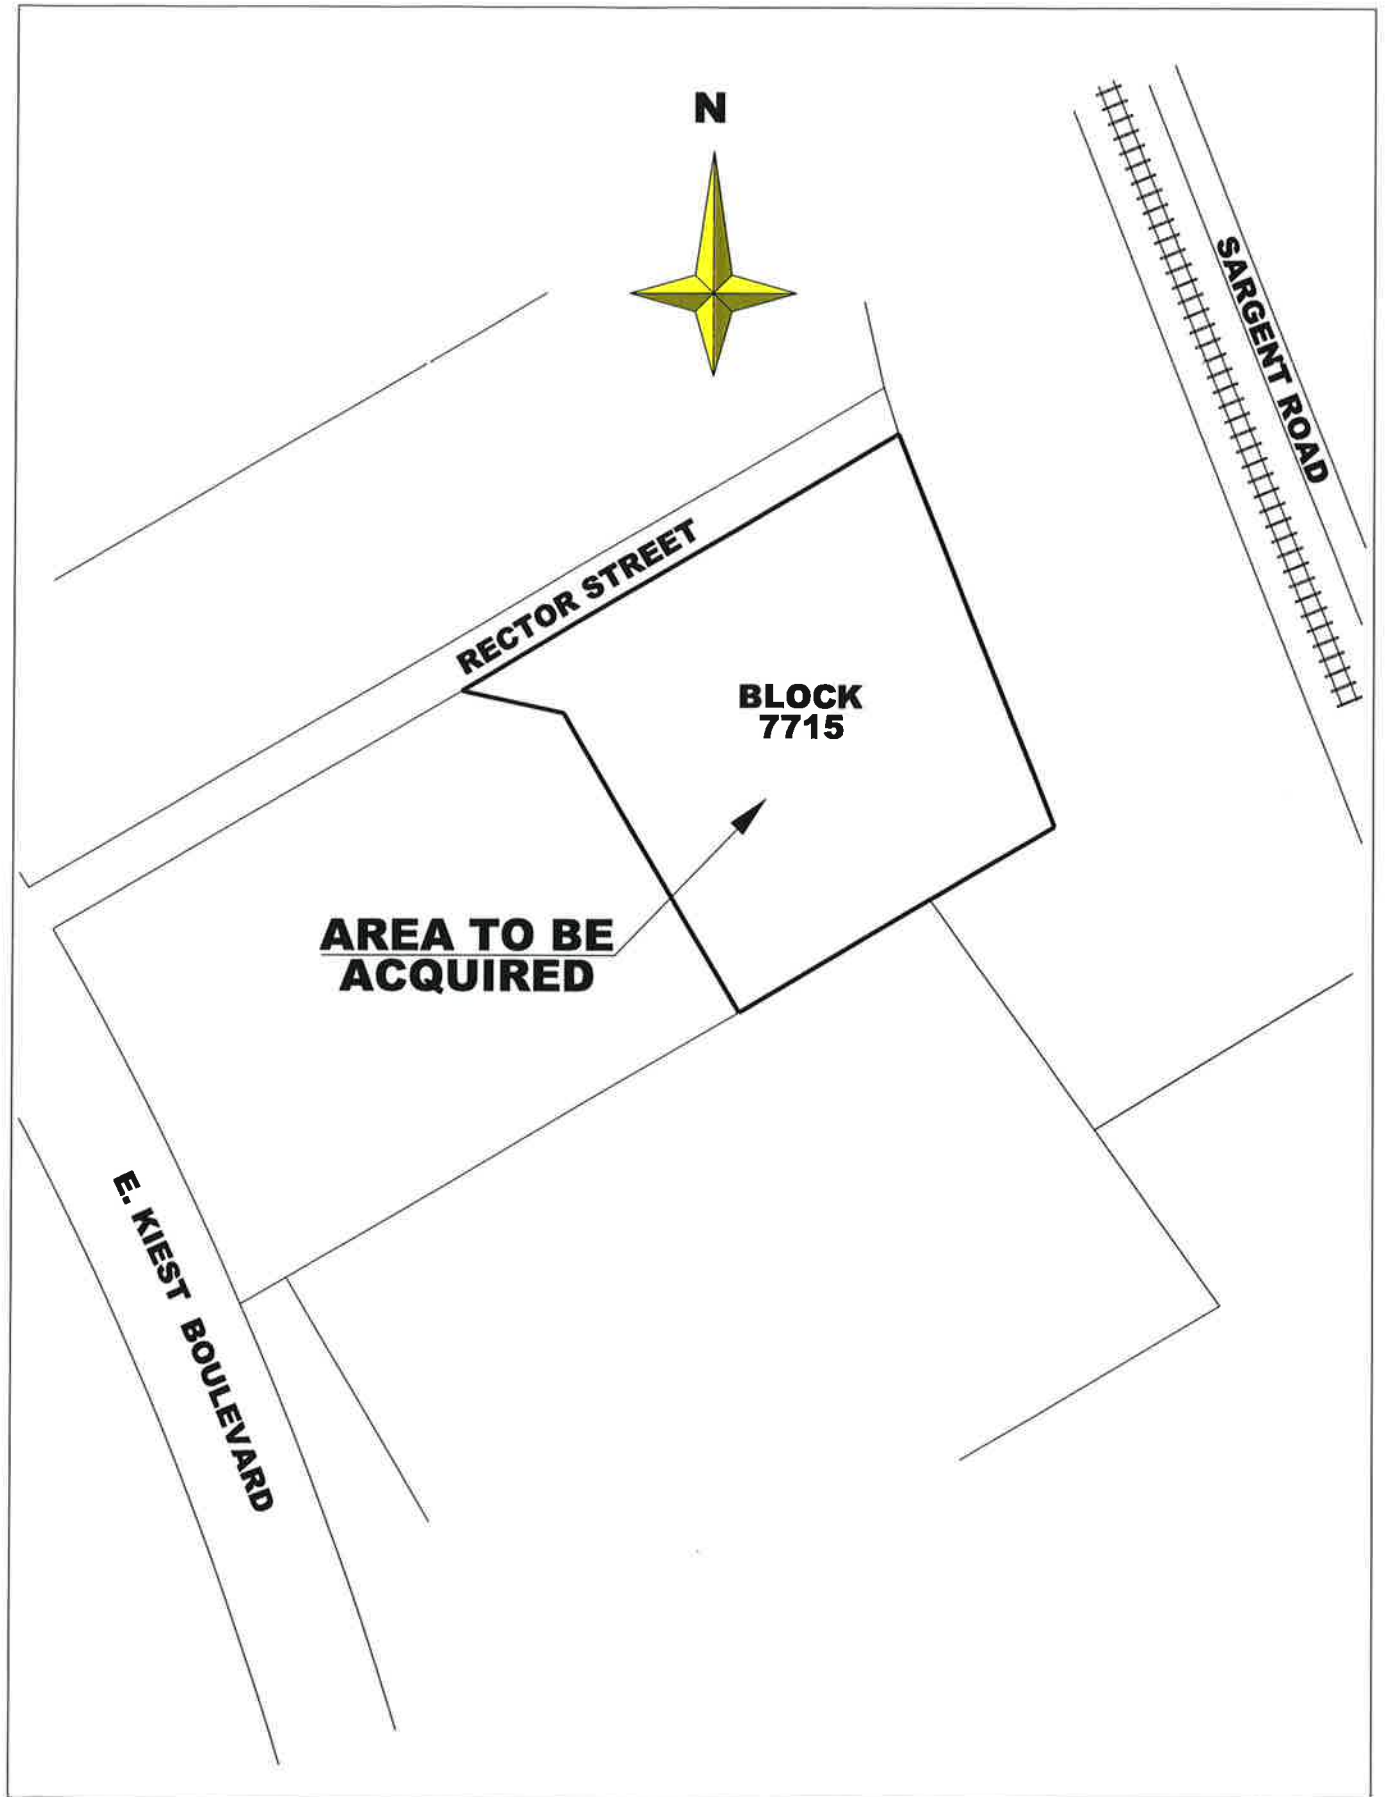 N
SARGENT ROAD
RECTOR STREET
BLOCK
7715
AREA TO BE
ACQUIRED
E. KIEST BOULEVARD